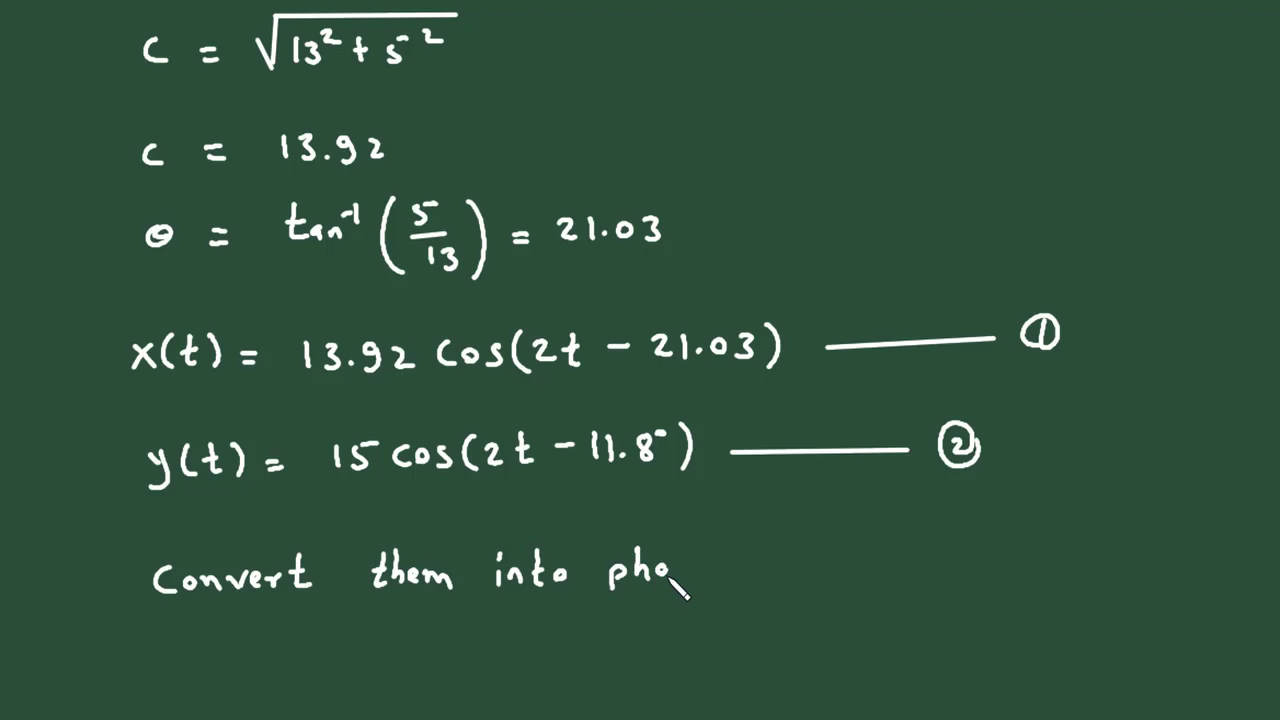 C = √(13² + 5²)
C = 13.92
θ = tan⁻¹(5/13) = 21.03
x(t) = 13.92 cos(2t - 21.03) ——— ①
y(t) = 15 cos(2t - 11.8) ——— ②
Convert them into pho